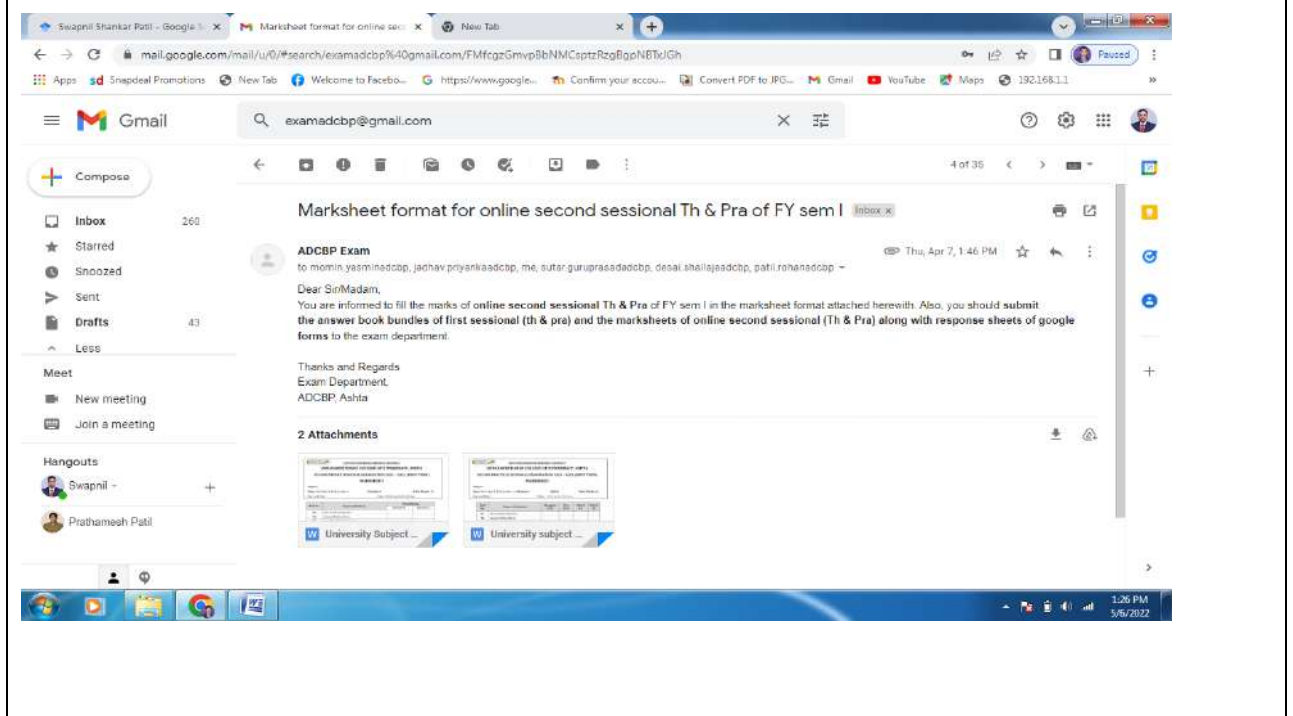 Swapnil Shankar Patil - Google S
Marksheet format for online sec
New Tab
mail.google.com/mail/u/0/#search/examadcbp%40gmail.com/
Paused
Apps
Snapdeal Promotions
New Tab
Welcome to Facebo...
https://www.google...
Confirm your accou...
Convert PDF to JPG...
Gmail
YouTube
Maps
192.168.1.1
Gmail
examadcbp@gmail.com
Compose
4 of 35
Inbox 260
Starred
Snoozed
Sent
Drafts 43
Less
Meet
New meeting
Join a meeting
Hangouts
Swapnil
Prathamesh Patil
Marksheet format for online second sessional Th & Pra of FY sem I Inbox x
ADCBP Exam Thu, Apr 7, 1:46 PM
to momin.yasminadcbp, jadhav.priyankaadcbp, me, sutar.guruprasadadcbp, desai.shailajaadcbp, patil.rohanadcbp
Dear Sir/Madam,
You are informed to fill the marks of online second sessional Th & Pra of FY sem I in the marksheet format attached herewith. Also, you should submit
the answer book bundles of first sessional (th & pra) and the marksheets of online second sessional (Th & Pra) along with response sheets of google
forms to the exam department.
Thanks and Regards
Exam Department,
ADCBP, Ashta
2 Attachments
University Subject ...
University subject ...
1:26 PM
5/6/2022